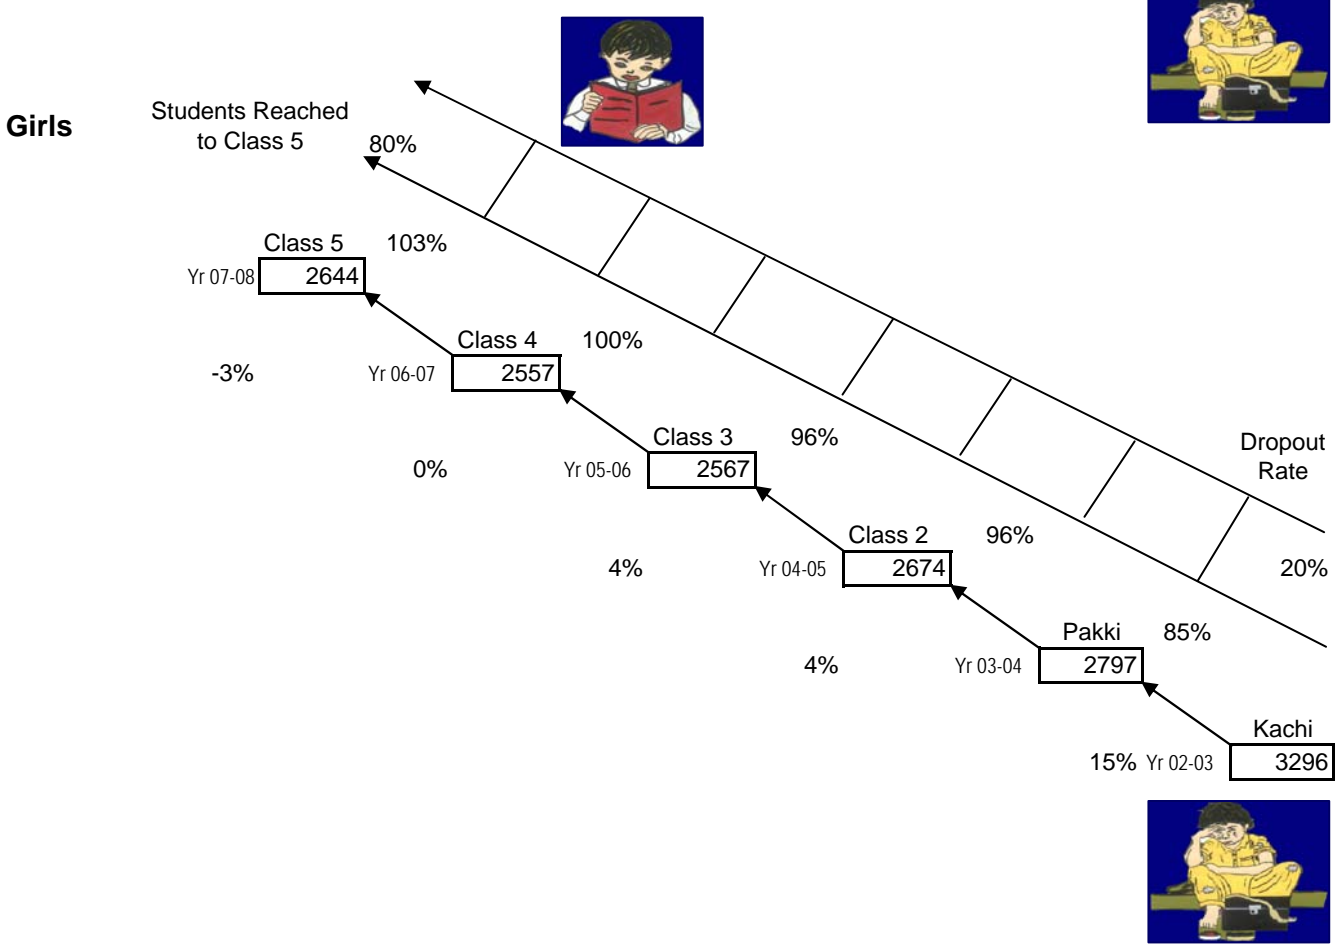 Girls
Students Reached
to Class 5
80%
Class 5 103%
Yr 07-08 2644
Class 4 100%
-3% Yr 06-07 2557
Class 3 96%
0% Yr 05-06 2567
Dropout
Rate
Class 2 96%
4% Yr 04-05 2674 20%
Pakki 85%
4% Yr 03-04 2797
Kachi
15% Yr 02-03 3296